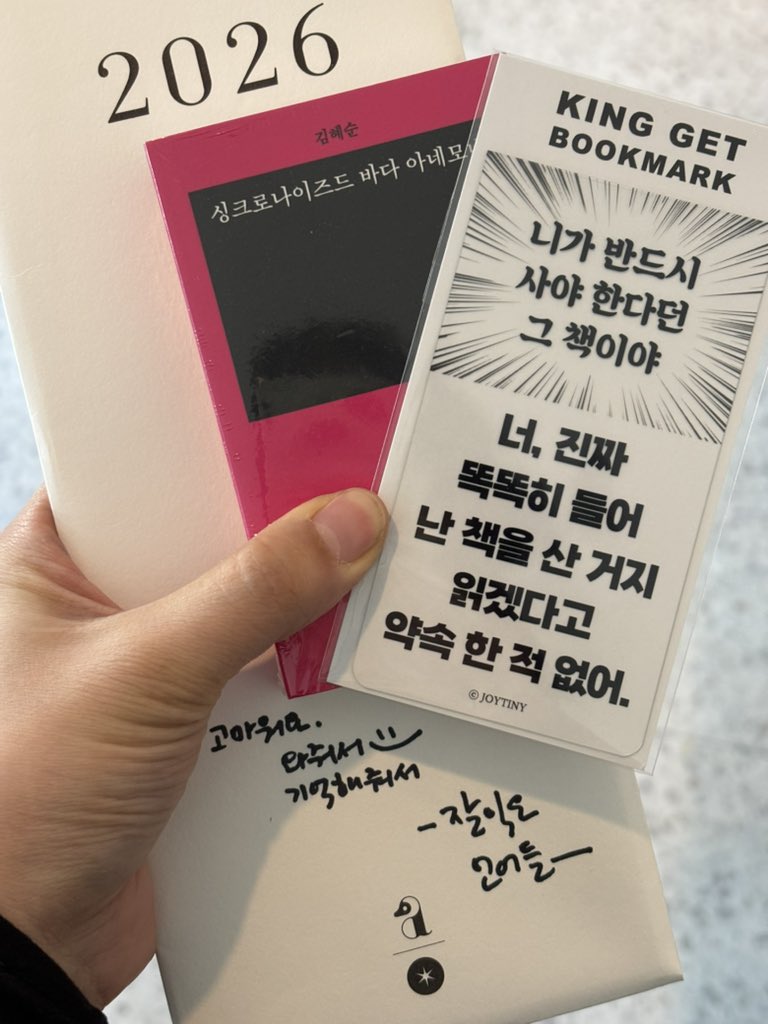 2026
김혜순
싱크로나이즈드 바다 아네모
KING GET
BOOKMARK
니가 반드시
사야 한다던
그 책이야
너, 진짜
똑똑히 들어
난 책을 산 거지
읽겠다고
약속 한 적 없어.
© JOYTINY
고마워요.
와줘서
기억해줘서
-잘익은
언어들-
a